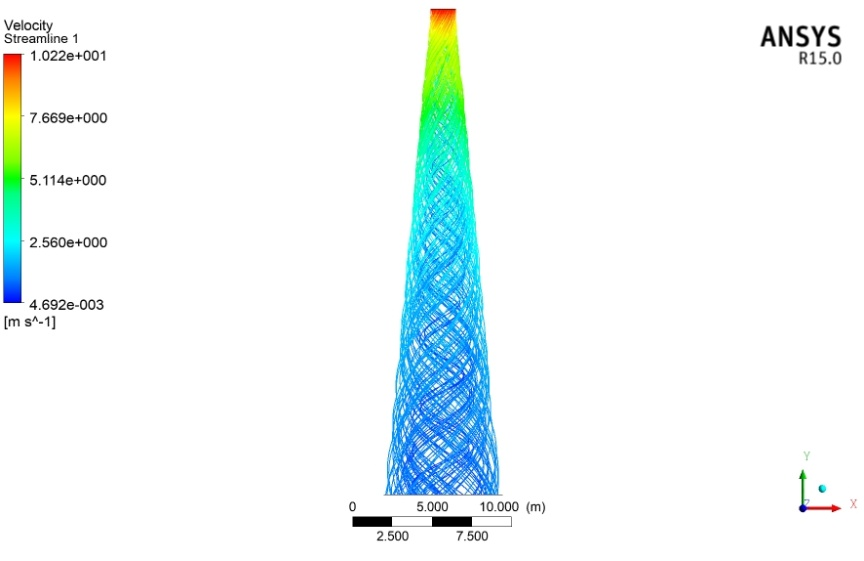 Velocity
Streamline 1
1.022e+001
7.669e+000
5.114e+000
2.560e+000
4.692e-003
[m s^-1]
ANSYS
R15.0
0 5.000 10.000 (m)
2.500 7.500
Y
X
Z